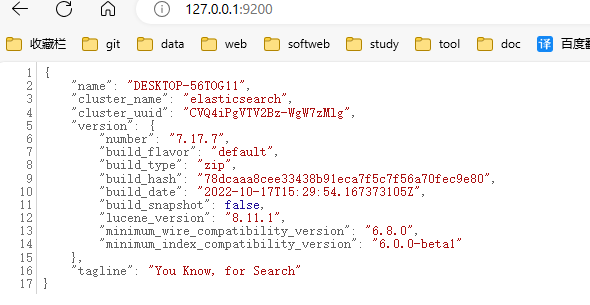 127.0.0.1:9200
收藏栏 git data web softweb study tool doc 译 百度翻
1 {
2 "name": "DESKTOP-56TOG11",
3 "cluster_name": "elasticsearch",
4 "cluster_uuid": "CVQ4iPgVTV2Bz-WgW7zMlg",
5 "version": {
6 "number": "7.17.7",
7 "build_flavor": "default",
8 "build_type": "zip",
9 "build_hash": "78dcaaa8cee33438b91eca7f5c7f56a70fec9e80",
10 "build_date": "2022-10-17T15:29:54.167373105Z",
11 "build_snapshot": false,
12 "lucene_version": "8.11.1",
13 "minimum_wire_compatibility_version": "6.8.0",
14 "minimum_index_compatibility_version": "6.0.0-beta1"
15 },
16 "tagline": "You Know, for Search"
17 }